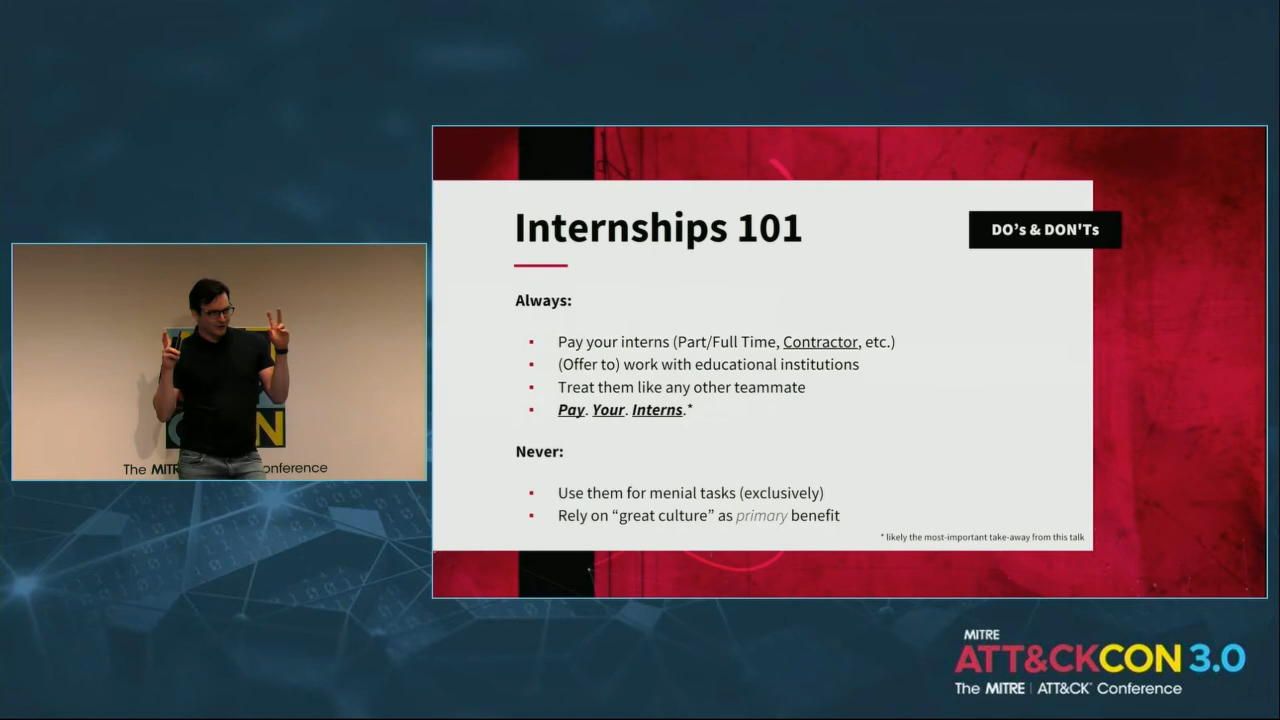 Internships 101
DO’s & DON'Ts
Always:
▪ Pay your interns (Part/Full Time, Contractor, etc.)
▪ (Offer to) work with educational institutions
▪ Treat them like any other teammate
▪ Pay. Your. Interns.*
Never:
▪ Use them for menial tasks (exclusively)
▪ Rely on “great culture” as primary benefit
* likely the most-important take-away from this talk
The MITR
onference
MITRE
ATT&CKCON 3.0
The MITRE | ATT&CK® Conference